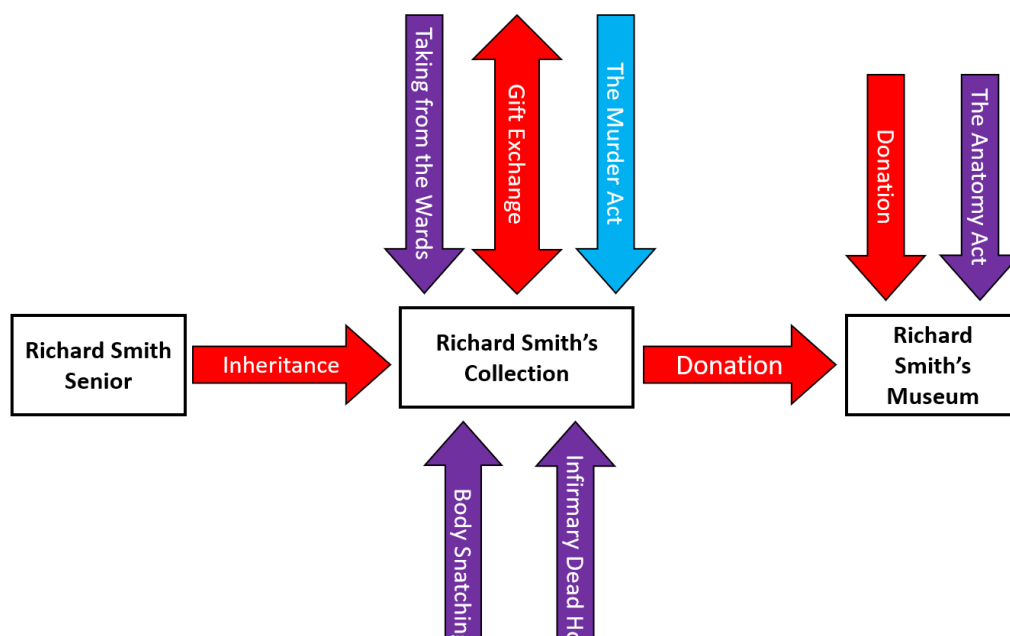 Taking from the Wards
Gift Exchange
The Murder Act
Donation
The Anatomy Act
Richard Smith
Senior
Inheritance
Richard Smith’s
Collection
Donation
Richard
Smith’s
Museum
Body Snatching
Infirmary Dead